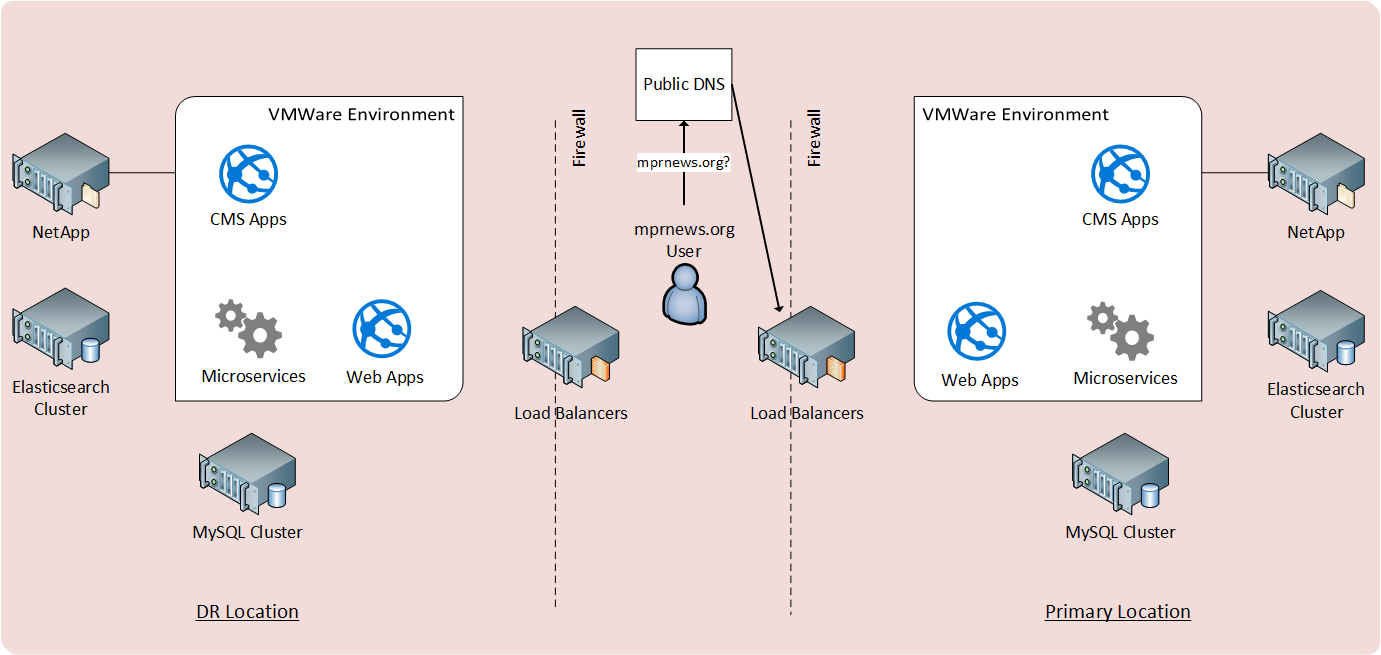 Public DNS
mprnews.org?
mprnews.org
User
VMWare Environment
CMS Apps
Microservices
Web Apps
NetApp
Elasticsearch
Cluster
MySQL Cluster
DR Location
Firewall
Load Balancers
Firewall
Load Balancers
VMWare Environment
CMS Apps
Web Apps
Microservices
NetApp
Elasticsearch
Cluster
MySQL Cluster
Primary Location